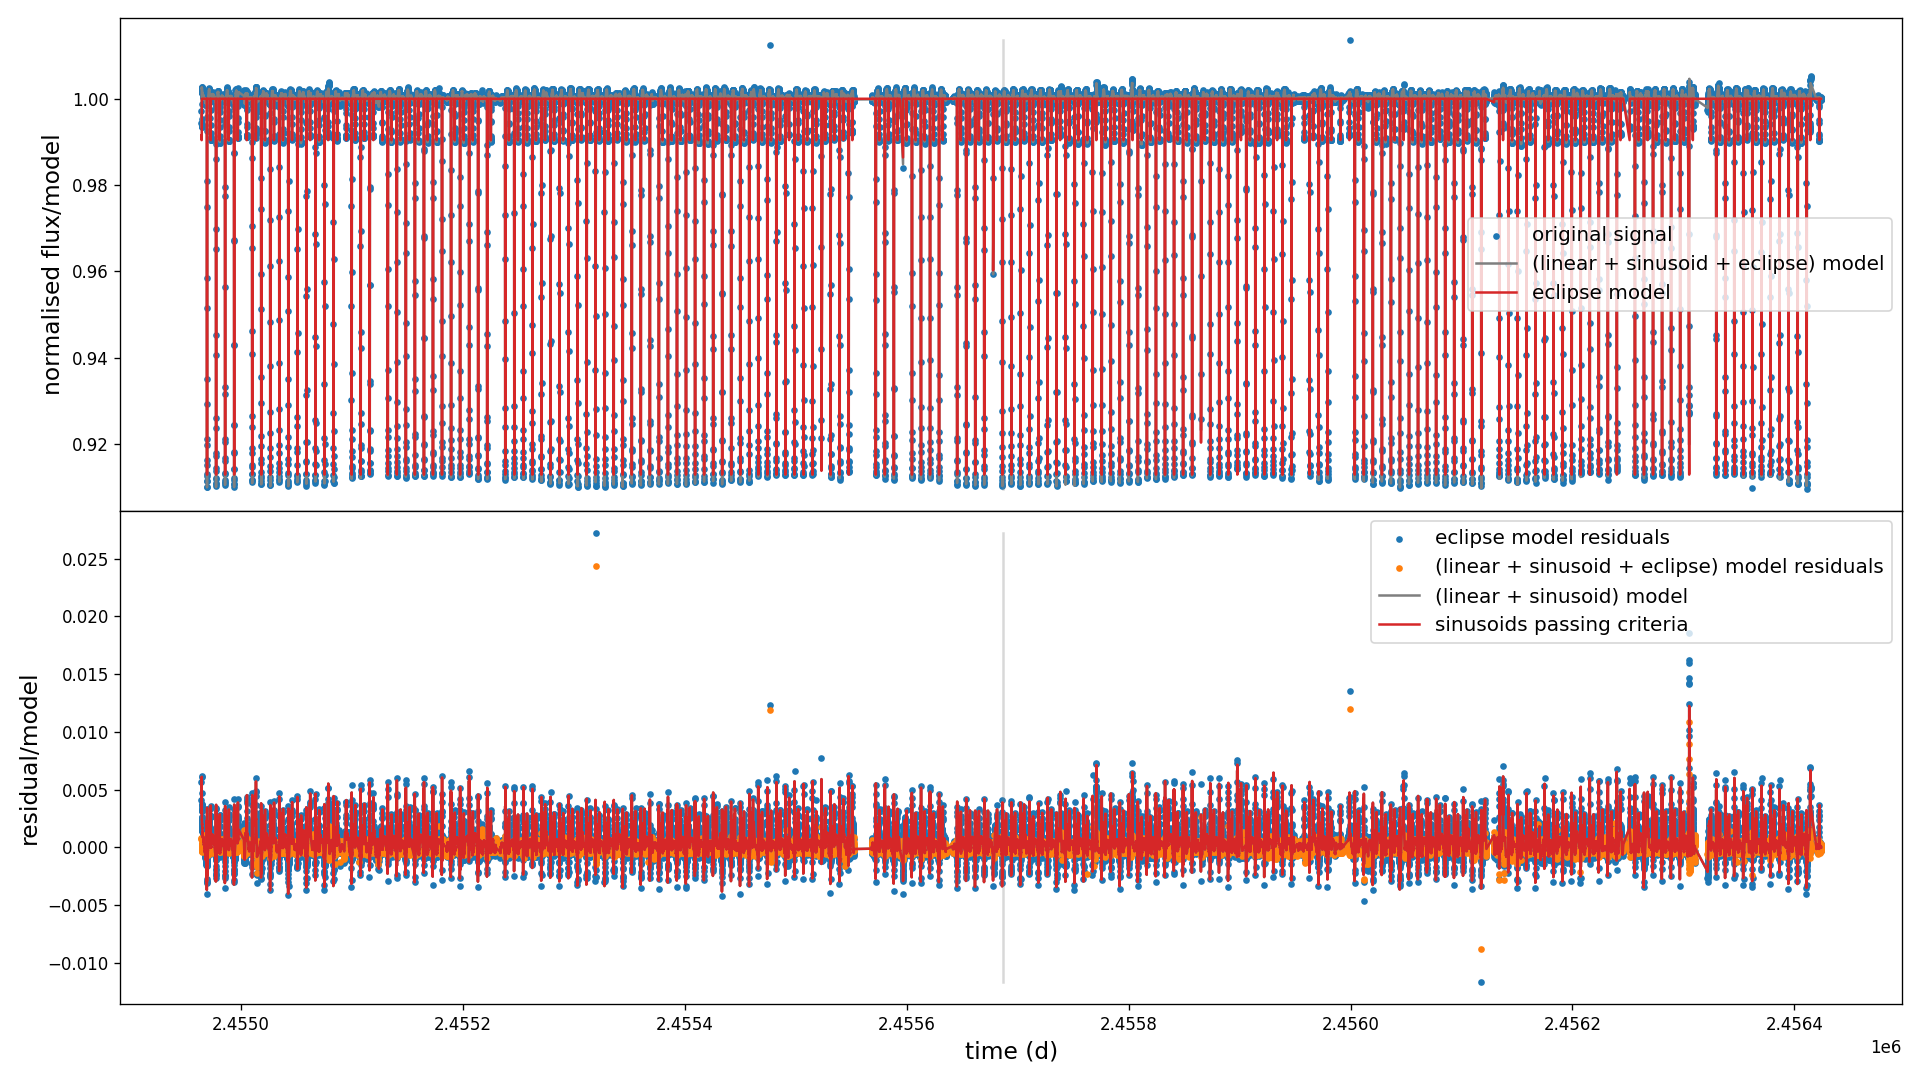 normalised flux/model
1.00
0.98
0.96
0.94
0.92
original signal
(linear + sinusoid + eclipse) model
eclipse model
residual/model
0.025
0.020
0.015
0.010
0.005
0.000
−0.005
−0.010
eclipse model residuals
(linear + sinusoid + eclipse) model residuals
(linear + sinusoid) model
sinusoids passing criteria
2.4550
2.4552
2.4554
2.4556
2.4558
2.4560
2.4562
2.4564
time (d)
1e6